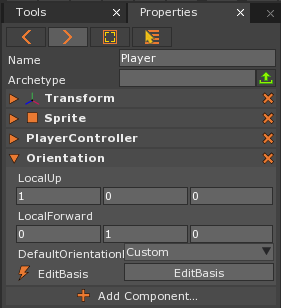 Tools X Properties X
Name Player
Archetype
Transform
Sprite
PlayerController
Orientation
LocalUp
1 0 0
LocalForward
0 1 0
DefaultOrientation Custom
EditBasis EditBasis
Add Component...